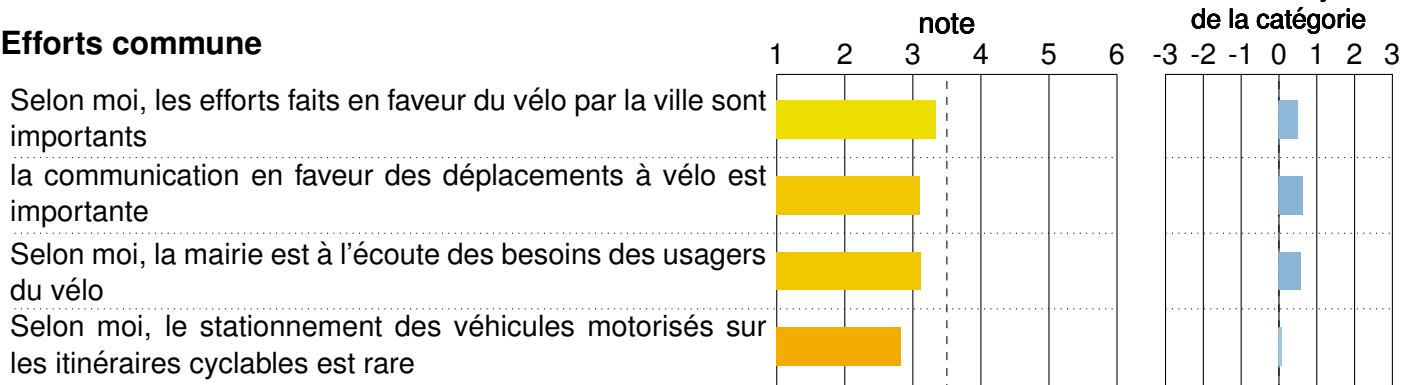 note
de la catégorie
Efforts commune
1 2 3 4 5 6
-3 -2 -1 0 1 2 3
Selon moi, les efforts faits en faveur du vélo par la ville sont
importants
la communication en faveur des déplacements à vélo est
importante
Selon moi, la mairie est à l'écoute des besoins des usagers
du vélo
Selon moi, le stationnement des véhicules motorisés sur
les itinéraires cyclables est rare